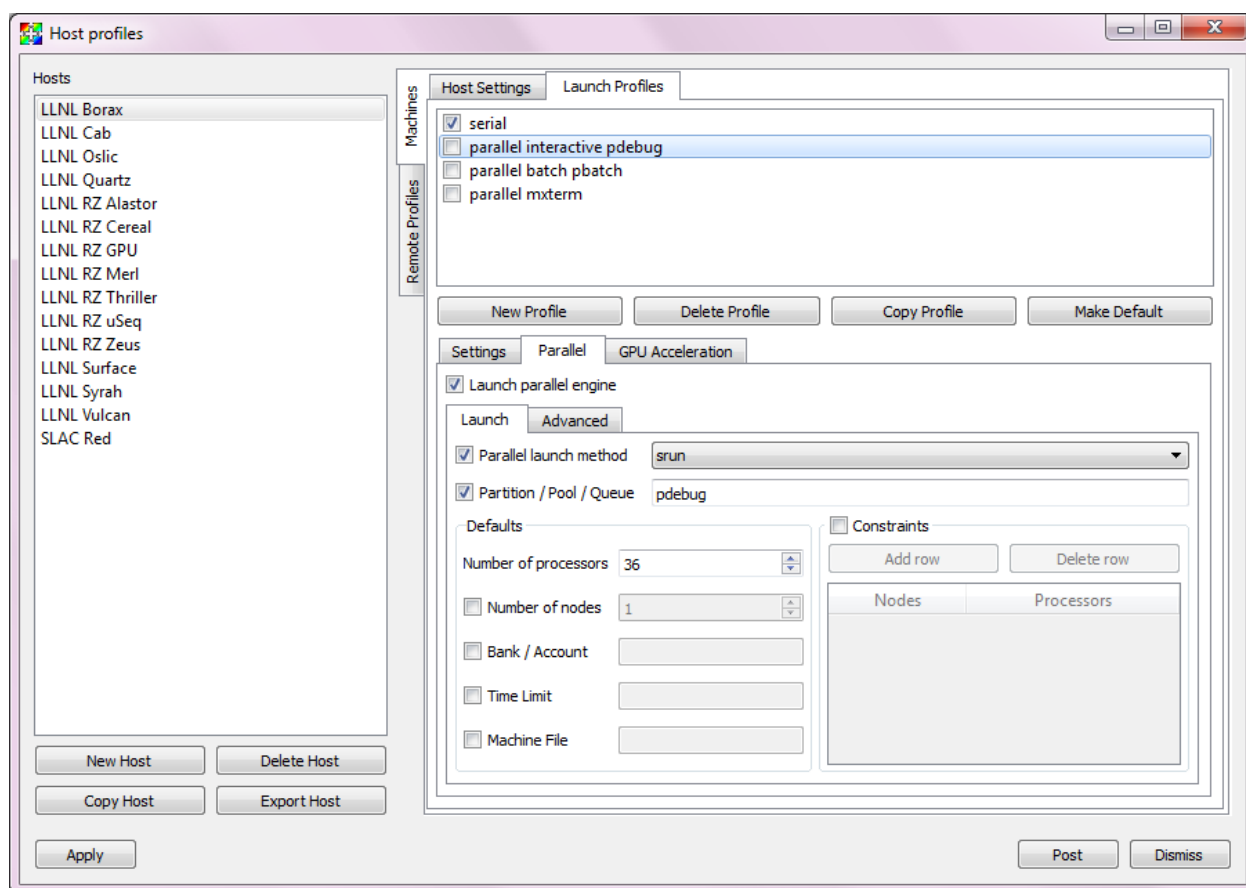 Host profiles
Hosts
LLNL Borax
LLNL Cab
LLNL Oslic
LLNL Quartz
LLNL RZ Alastor
LLNL RZ Cereal
LLNL RZ GPU
LLNL RZ Merl
LLNL RZ Thriller
LLNL RZ uSeq
LLNL RZ Zeus
LLNL Surface
LLNL Syrah
LLNL Vulcan
SLAC Red
New Host
Delete Host
Copy Host
Export Host
Machines
Remote Profiles
Host Settings
Launch Profiles
serial
parallel interactive pdebug
parallel batch pbatch
parallel mxterm
New Profile
Delete Profile
Copy Profile
Make Default
Settings
Parallel
GPU Acceleration
Launch parallel engine
Launch
Advanced
Parallel launch method
srun
Partition / Pool / Queue
pdebug
Defaults
Number of processors
36
Number of nodes
1
Bank / Account
Time Limit
Machine File
Constraints
Add row
Delete row
Nodes
Processors
Apply
Post
Dismiss